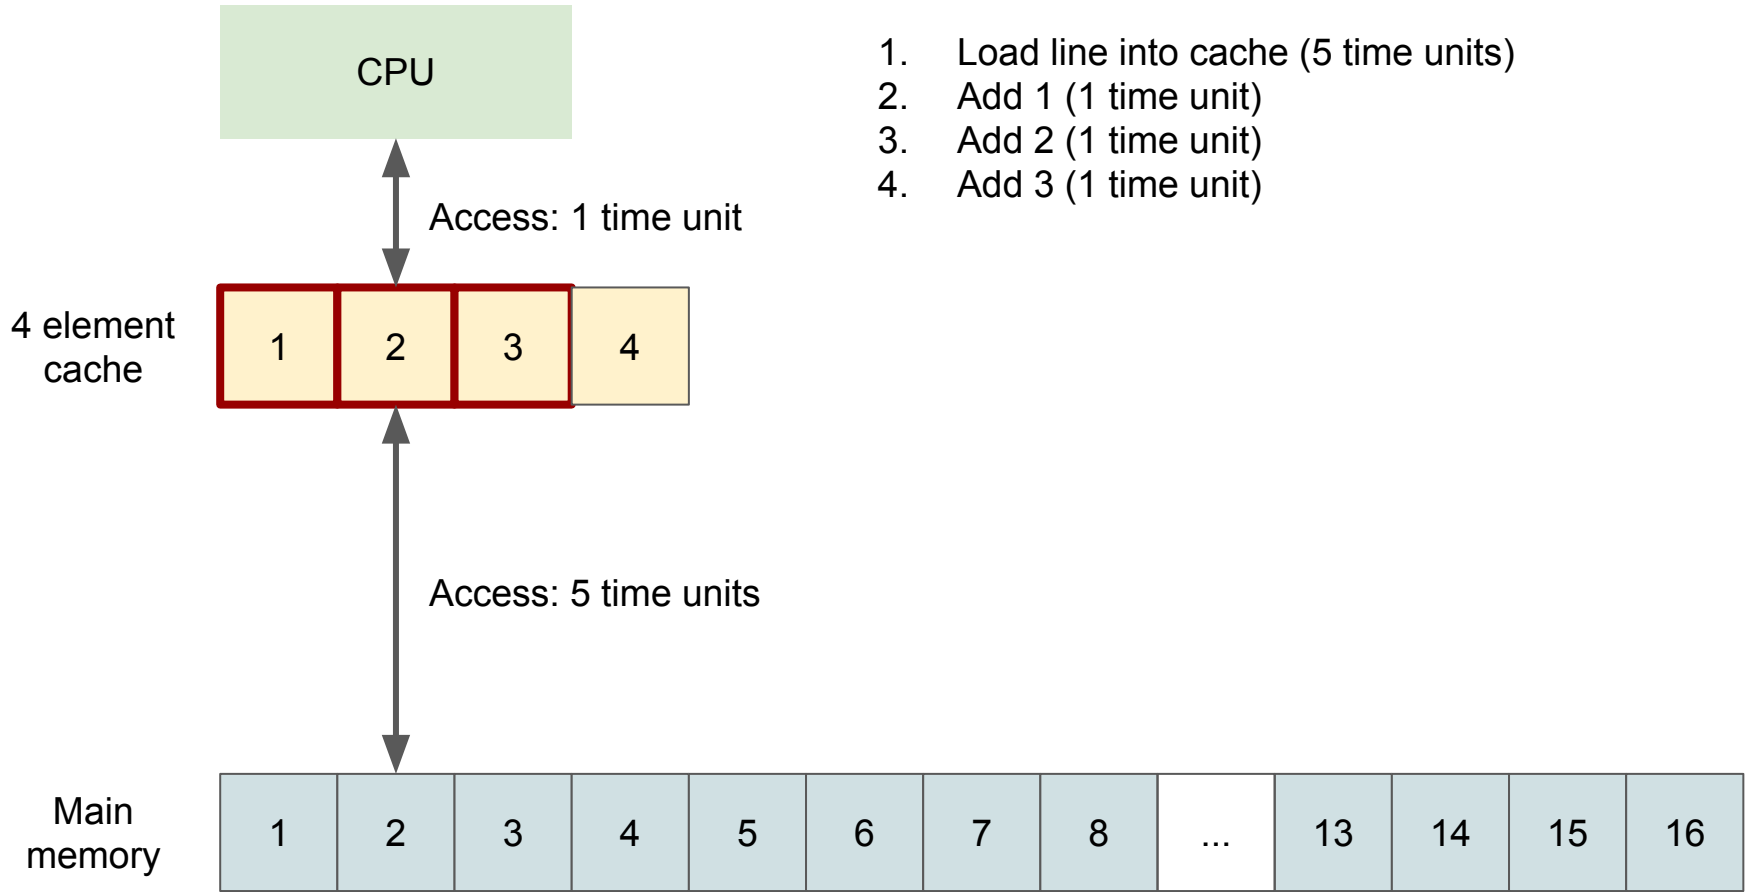 CPU
1. Load line into cache (5 time units)
2. Add 1 (1 time unit)
3. Add 2 (1 time unit)
4. Add 3 (1 time unit)
Access: 1 time unit
4 element
cache
1 2 3 4
Access: 5 time units
Main
memory
1 2 3 4 5 6 7 8 ... 13 14 15 16